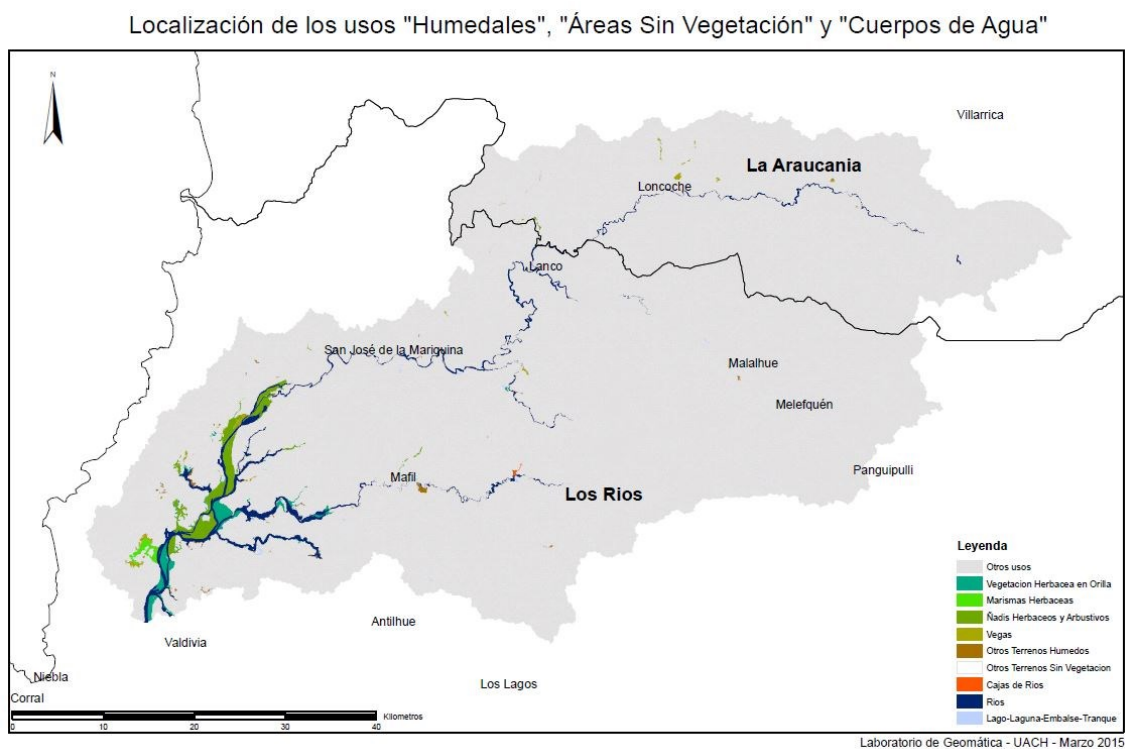 Localización de los usos "Humedales", "Áreas Sin Vegetación" y "Cuerpos de Agua"
N
Villarrica
La Araucania
Loncoche
Lanco
San José de la Mariquina
Malalhue
Melefquén
Panguipulli
Mafil
Los Rios
Antilhue
Valdivia
Los Lagos
Niebla
Corral
Leyenda
Otros usos
Vegetacion Herbacea en Orilla
Marismas Herbaceas
Ñadis Herbaceos y Arbustivos
Vegas
Otros Terrenos Humedos
Otros Terrenos Sin Vegetacion
Cajas de Rios
Rios
Lago-Laguna-Embalse-Tranque
Kilometros
0 10 20 30 40
Laboratorio de Geomática - UACH - Marzo 2015